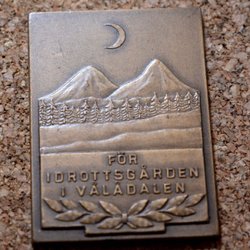 FÖR
IDROTTSGÅRDEN
I VÅLÅDALEN